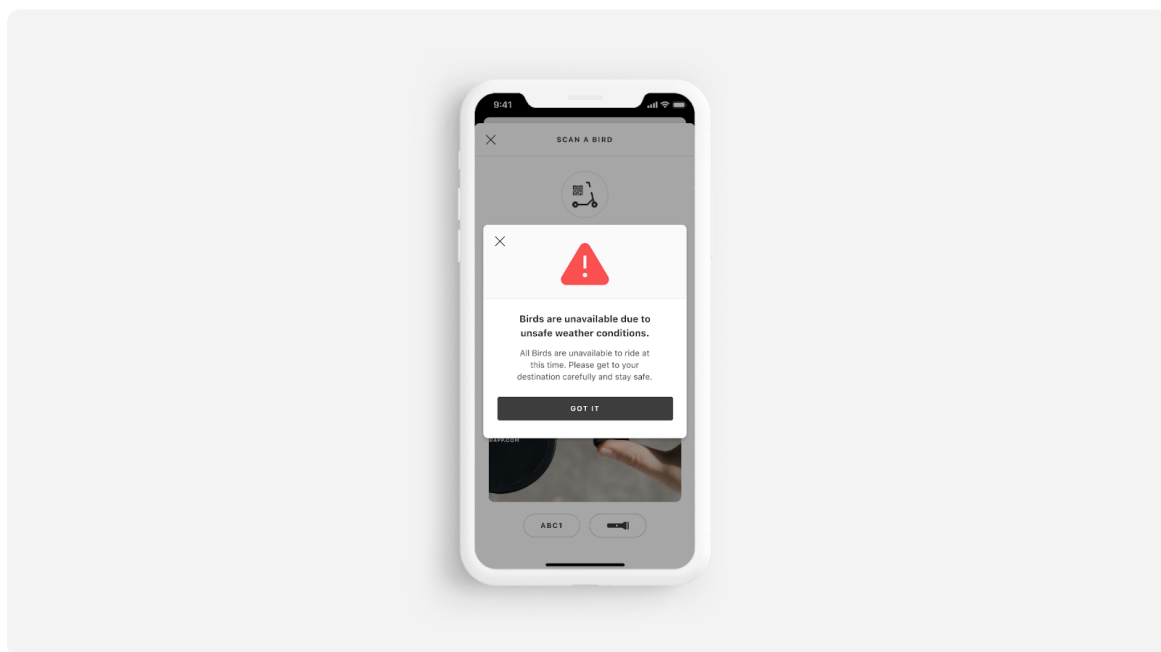 9:41
SCAN A BIRD
Birds are unavailable due to
unsafe weather conditions.
All Birds are unavailable to ride at
this time. Please get to your
destination carefully and stay safe.
GOT IT
ABC1